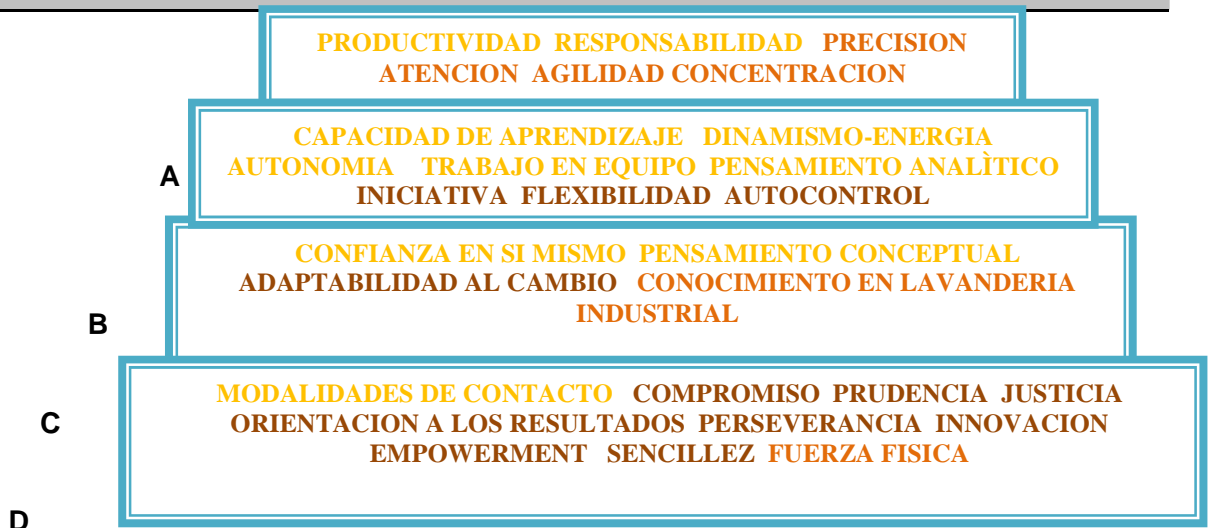 PRODUCTIVIDAD RESPONSABILIDAD PRECISION
ATENCION AGILIDAD CONCENTRACION
CAPACIDAD DE APRENDIZAJE DINAMISMO-ENERGIA
AUTONOMIA TRABAJO EN EQUIPO PENSAMIENTO ANALÌTICO
INICIATIVA FLEXIBILIDAD AUTOCONTROL
A
CONFIANZA EN SI MISMO PENSAMIENTO CONCEPTUAL
ADAPTABILIDAD AL CAMBIO CONOCIMIENTO EN LAVANDERIA
INDUSTRIAL
B
MODALIDADES DE CONTACTO COMPROMISO PRUDENCIA JUSTICIA
ORIENTACION A LOS RESULTADOS PERSEVERANCIA INNOVACION
EMPOWERMENT SENCILLEZ FUERZA FISICA
C
D